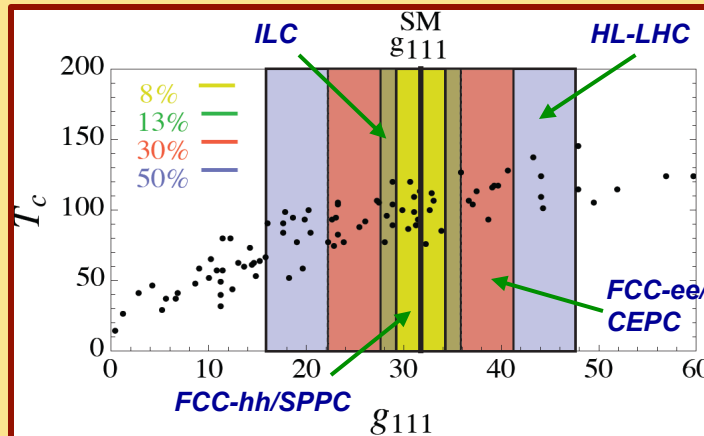 ILC
SM
g111
HL-LHC
200
150
100
50
0
8%
13%
30%
50%
Tc
FCC-ee/
CEPC
0
10
20
30
40
50
60
FCC-hh/SPPC
g111